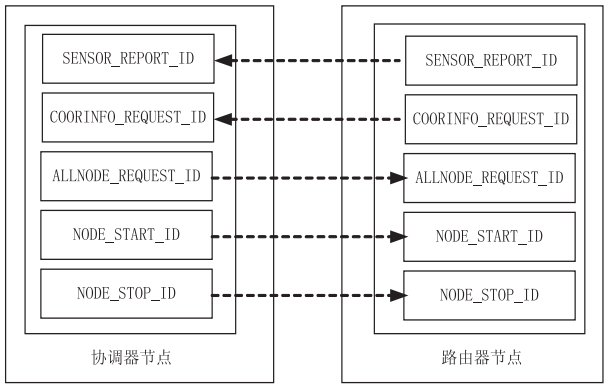 SENSOR_REPORT_ID
COORINFO_REQUEST_ID
ALLNODE_REQUEST_ID
NODE_START_ID
NODE_STOP_ID
协调器节点
SENSOR_REPORT_ID
COORINFO_REQUEST_ID
ALLNODE_REQUEST_ID
NODE_START_ID
NODE_STOP_ID
路由器节点